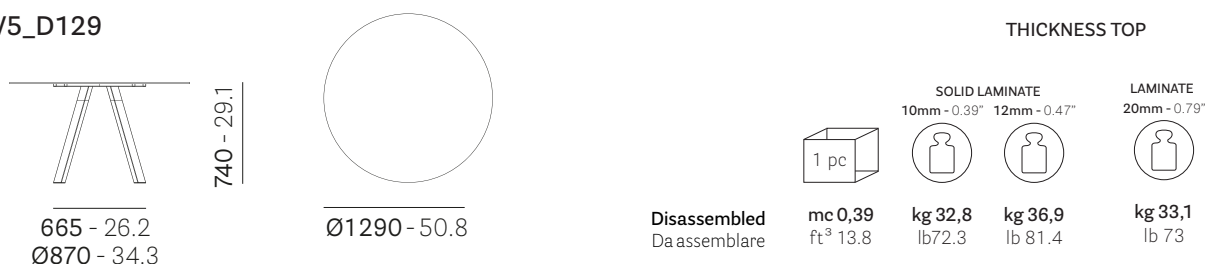 /5_D129
THICKNESS TOP
SOLID LAMINATE
LAMINATE
10mm - 0.39" 12mm - 0.47"
20mm - 0.79"
740 - 29.1
1 pc
665 - 26.2
Ø870 - 34.3
Ø1290 - 50.8
Disassembled mc 0,39 kg 32,8 kg 36,9 kg 33,1
Da assemblare ft³ 13.8 lb72.3 lb 81.4 lb 73